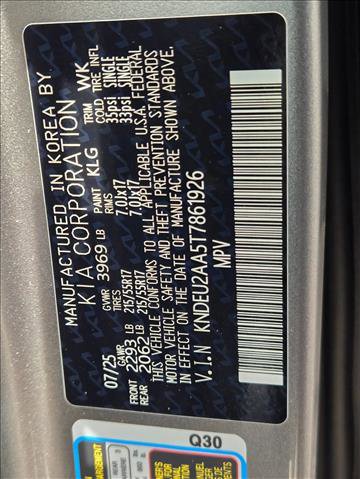 MANUFACTURED IN KOREA BY
KIA CORPORATION
07/25 GVWR 3969 LB PAINT KLG TRIM WK
GAWR TIRES RIMS COLD TIRE INFL
FRONT 2293 LB 215/55R17 7.0Jx17 35psi SINGLE
REAR 2062 LB 215/55R17 7.0Jx17 33psi SINGLE
THIS VEHICLE CONFORMS TO ALL APPLICABLE U.S.A. FEDERAL
MOTOR VEHICLE SAFETY AND THEFT PREVENTION STANDARDS
IN EFFECT ON THE DATE OF MANUFACTURE SHOWN ABOVE.
V.I.N KNDEU2AA5T7861926
MPV
Q30